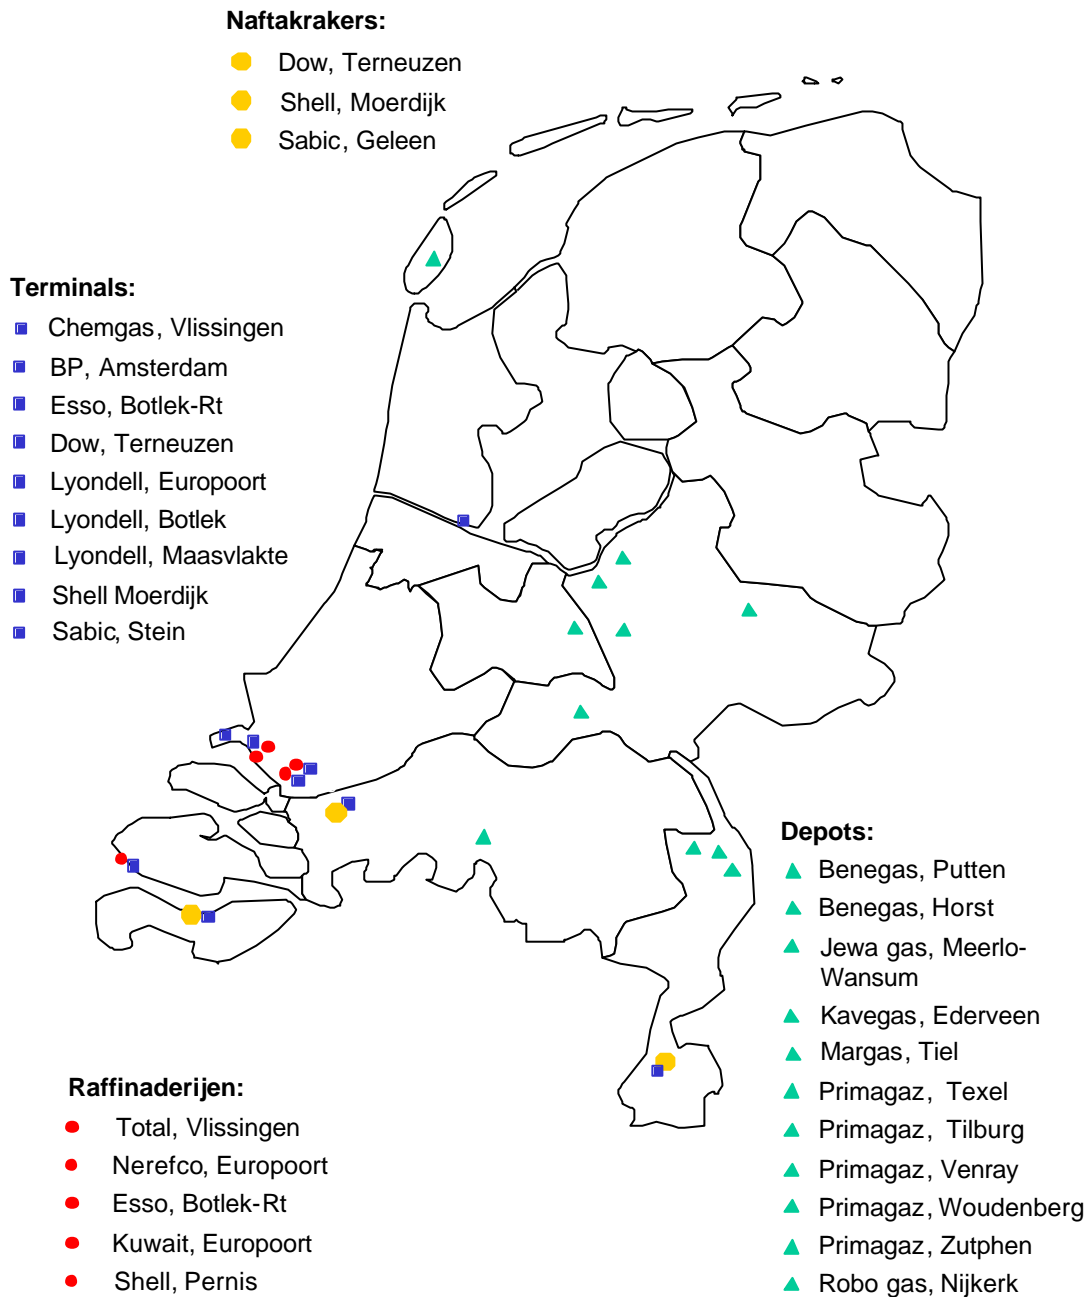 Naftakrakers:
Dow, Terneuzen
Shell, Moerdijk
Sabic, Geleen
Terminals:
Chemgas, Vlissingen
BP, Amsterdam
Esso, Botlek-Rt
Dow, Terneuzen
Lyondell, Europoort
Lyondell, Botlek
Lyondell, Maasvlakte
Shell Moerdijk
Sabic, Stein
Depots:
Benegas, Putten
Benegas, Horst
Jewa gas, Meerlo-
Wansum
Kavegas, Ederveen
Margas, Tiel
Primagaz, Texel
Primagaz, Tilburg
Primagaz, Venray
Primagaz, Woudenberg
Primagaz, Zutphen
Robo gas, Nijkerk
Raffinaderijen:
Total, Vlissingen
Nerefco, Europoort
Esso, Botlek-Rt
Kuwait, Europoort
Shell, Pernis